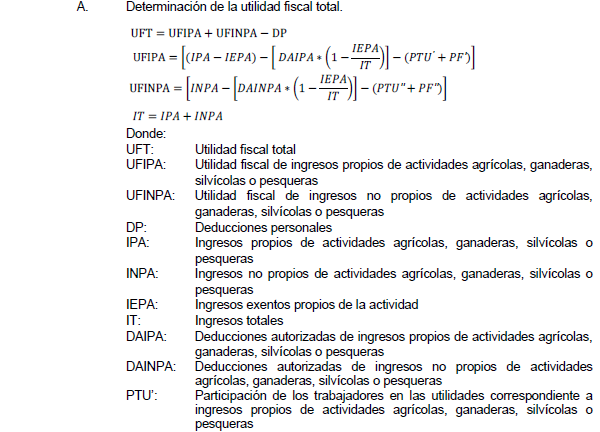 A. Determinación de la utilidad fiscal total.
UFT = UFIPA + UFINPA − DP
UFIPA = [(IPA − IEPA) − [DAIPA * (1 − IEPA/IT)] − (PTU' + PF')]
UFINPA = [INPA − [DAINPA * (1 − IEPA/IT)] − (PTU'' + PF'')]
IT = IPA + INPA
Donde:
UFT: Utilidad fiscal total
UFIPA: Utilidad fiscal de ingresos propios de actividades agrícolas, ganaderas,
silvícolas o pesqueras
UFINPA: Utilidad fiscal de ingresos no propios de actividades agrícolas,
ganaderas, silvícolas o pesqueras
DP: Deducciones personales
IPA: Ingresos propios de actividades agrícolas, ganaderas, silvícolas o
pesqueras
INPA: Ingresos no propios de actividades agrícolas, ganaderas, silvícolas o
pesqueras
IEPA: Ingresos exentos propios de la actividad
IT: Ingresos totales
DAIPA: Deducciones autorizadas de ingresos propios de actividades agrícolas,
ganaderas, silvícolas o pesqueras
DAINPA: Deducciones autorizadas de ingresos no propios de actividades
agrícolas, ganaderas, silvícolas o pesqueras
PTU': Participación de los trabajadores en las utilidades correspondiente a
ingresos propios de actividades agrícolas, ganaderas, silvícolas o
pesqueras